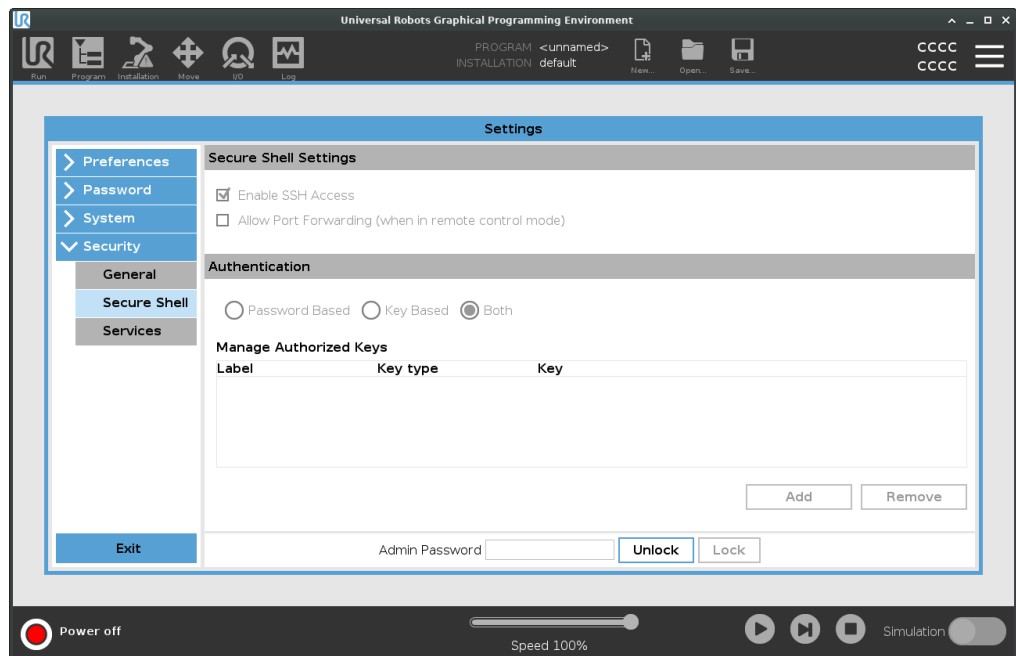 UR
Universal Robots Graphical Programming Environment
PROGRAM <unnamed>
INSTALLATION default
CCCC
CCCC
Run
Program
Installation
Move
I/O
Log
New...
Open...
Save...
Settings
Preferences
Password
System
Security
General
Secure Shell
Services
Exit
Secure Shell Settings
Enable SSH Access
Allow Port Forwarding (when in remote control mode)
Authentication
Password Based Key Based Both
Manage Authorized Keys
Label Key type Key
Add Remove
Admin Password Unlock Lock
Power off
Speed 100%
Simulation